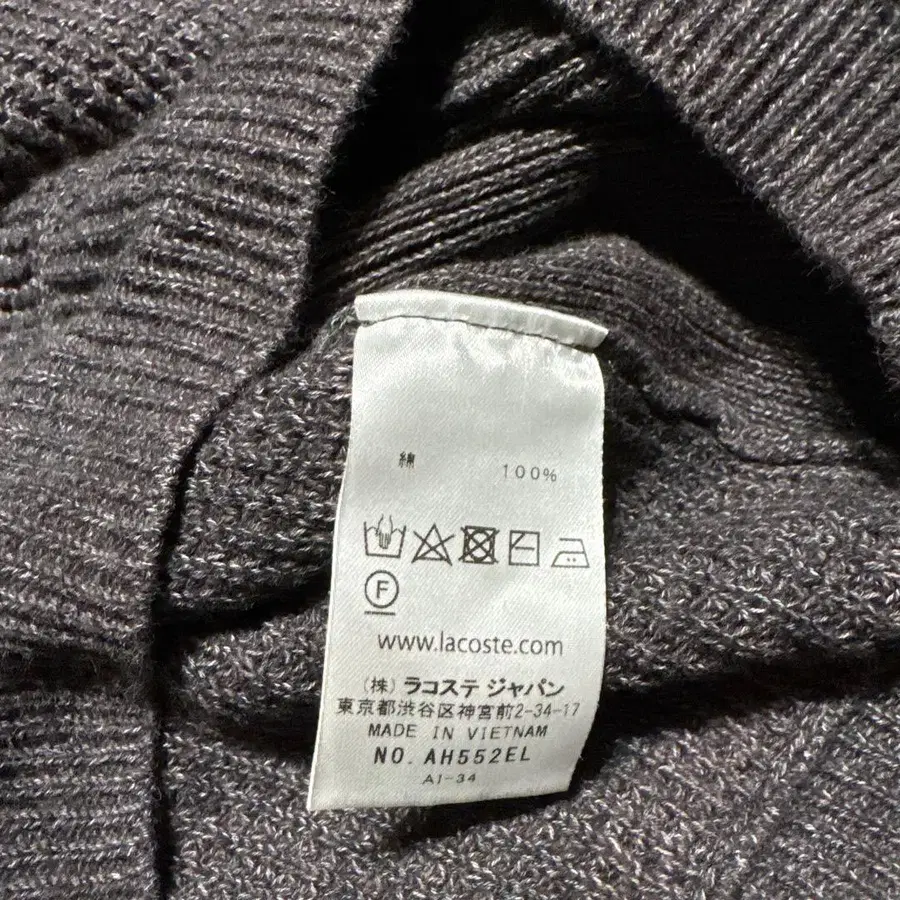 綿 100%
F
www.lacoste.com
(株) ラコステ ジャパン
東京都渋谷区神宮前2-34-17
MADE IN VIETNAM
NO. AH552EL
A1-34